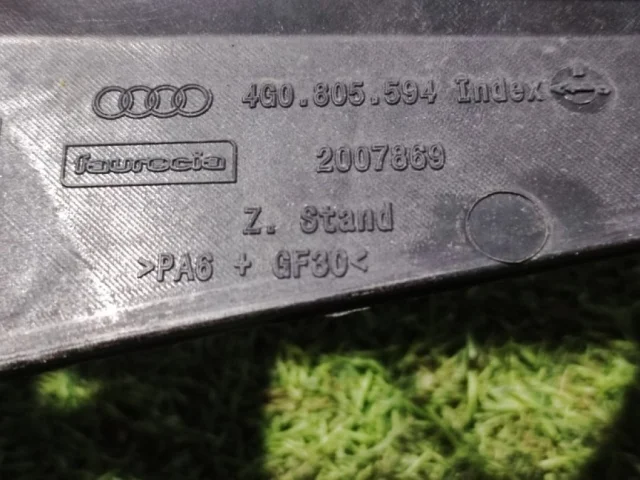 4G0.805.594 Index
faurecia 2007869
Z. Stand
>PA6 + GF30<